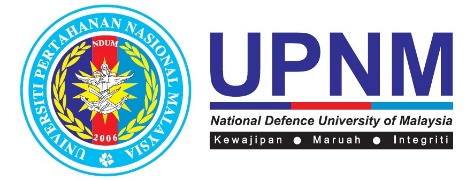 UNIVERSITI PERTAHANAN NASIONAL MALAYSIA
NDUM
2006
UPNM
National Defence University of Malaysia
Kewajipan ● Maruah ● Integriti